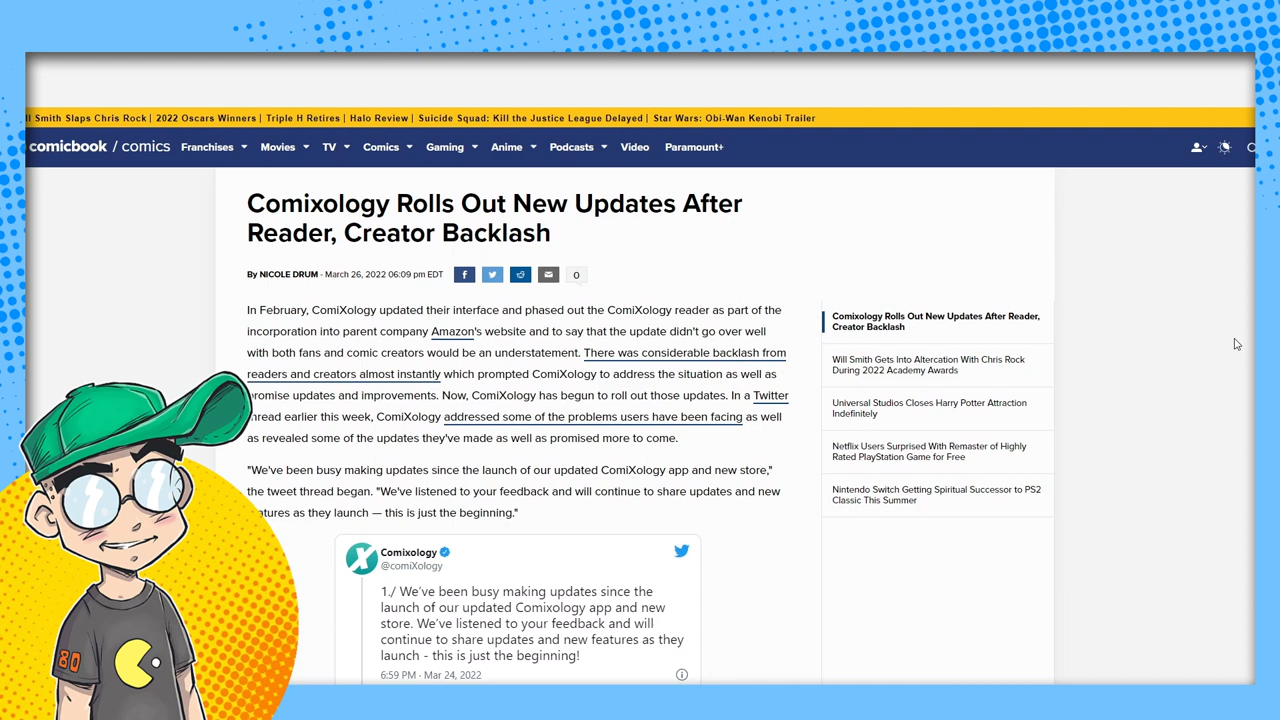 Smith Slaps Chris Rock | 2022 Oscars Winners | Triple H Retires | Halo Review | Suicide Squad: Kill the Justice League Delayed | Star Wars: Obi-Wan Kenobi Trailer
comicbook / comics Franchises Movies TV Comics Gaming Anime Podcasts Video Paramount+
Comixology Rolls Out New Updates After
Reader, Creator Backlash
By NICOLE DRUM - March 26, 2022 06:09 pm EDT
0
In February, ComiXology updated their interface and phased out the ComiXology reader as part of the
incorporation into parent company Amazon's website and to say that the update didn't go over well
with both fans and comic creators would be an understatement. There was considerable backlash from
readers and creators almost instantly which prompted ComiXology to address the situation as well as
promise updates and improvements. Now, ComiXology has begun to roll out those updates. In a Twitter
thread earlier this week, ComiXology addressed some of the problems users have been facing as well
as revealed some of the updates they've made as well as promised more to come.
"We've been busy making updates since the launch of our updated ComiXology app and new store,"
the tweet thread began. "We've listened to your feedback and will continue to share updates and new
features as they launch — this is just the beginning."
Comixology
@comiXology
1./ We've been busy making updates since the
launch of our updated Comixology app and new
store. We've listened to your feedback and will
continue to share updates and new features as they
launch - this is just the beginning!
6:59 PM · Mar 24, 2022
Comixology Rolls Out New Updates After Reader,
Creator Backlash
Will Smith Gets Into Altercation With Chris Rock
During 2022 Academy Awards
Universal Studios Closes Harry Potter Attraction
Indefinitely
Netflix Users Surprised With Remaster of Highly
Rated PlayStation Game for Free
Nintendo Switch Getting Spiritual Successor to PS2
Classic This Summer
80